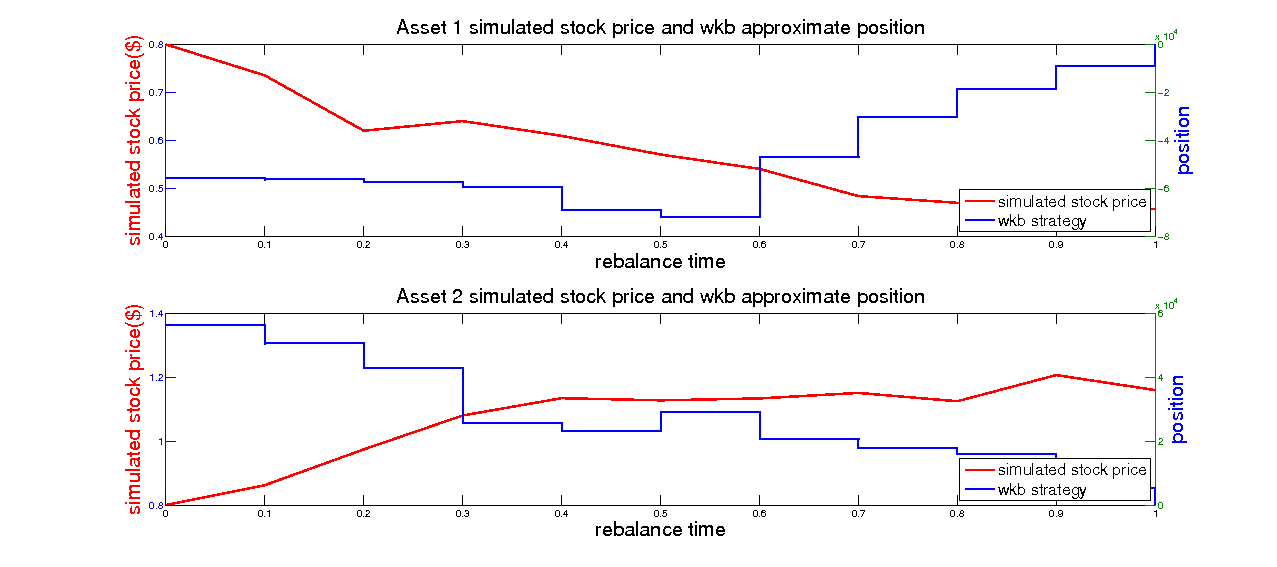 Asset 1 simulated stock price and wkb approximate position
x 10^4
simulated stock price($)
0.8
0.7
0.6
0.5
0.4
0
-2
-4
-6
-8
position
simulated stock price
wkb strategy
0 0.1 0.2 0.3 0.4 0.5 0.6 0.7 0.8 0.9 1
rebalance time
Asset 2 simulated stock price and wkb approximate position
x 10^4
simulated stock price($)
1.4
1.2
1
0.8
6
4
2
0
position
simulated stock price
wkb strategy
0 0.1 0.2 0.3 0.4 0.5 0.6 0.7 0.8 0.9 1
rebalance time